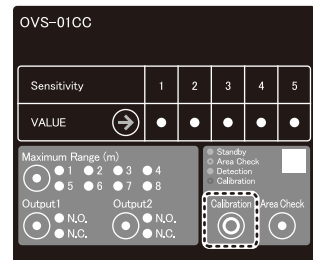 OVS-01CC
Sensitivity 1 2 3 4 5
VALUE
Maximum Range (m)
1 2 3 4
5 6 7 8
Standby
Area Check
Detection
Calibration
Output1 Output2
N.O. N.O.
N.C. N.C.
Calibration Area Check